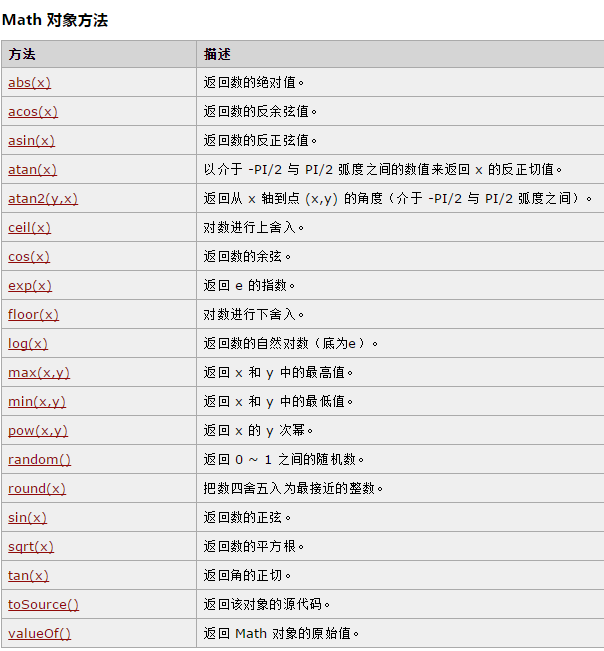 Math 对象方法
方法 描述
abs(x) 返回数的绝对值。
acos(x) 返回数的反余弦值。
asin(x) 返回数的反正弦值。
atan(x) 以介于 -PI/2 与 PI/2 弧度之间的数值来返回 x 的反正切值。
atan2(y,x) 返回从 x 轴到点 (x,y) 的角度（介于 -PI/2 与 PI/2 弧度之间）。
ceil(x) 对数进行上舍入。
cos(x) 返回数的余弦。
exp(x) 返回 e 的指数。
floor(x) 对数进行下舍入。
log(x) 返回数的自然对数（底为e）。
max(x,y) 返回 x 和 y 中的最高值。
min(x,y) 返回 x 和 y 中的最低值。
pow(x,y) 返回 x 的 y 次幂。
random() 返回 0 ~ 1 之间的随机数。
round(x) 把数四舍五入为最接近的整数。
sin(x) 返回数的正弦。
sqrt(x) 返回数的平方根。
tan(x) 返回角的正切。
toSource() 返回该对象的源代码。
valueOf() 返回 Math 对象的原始值。